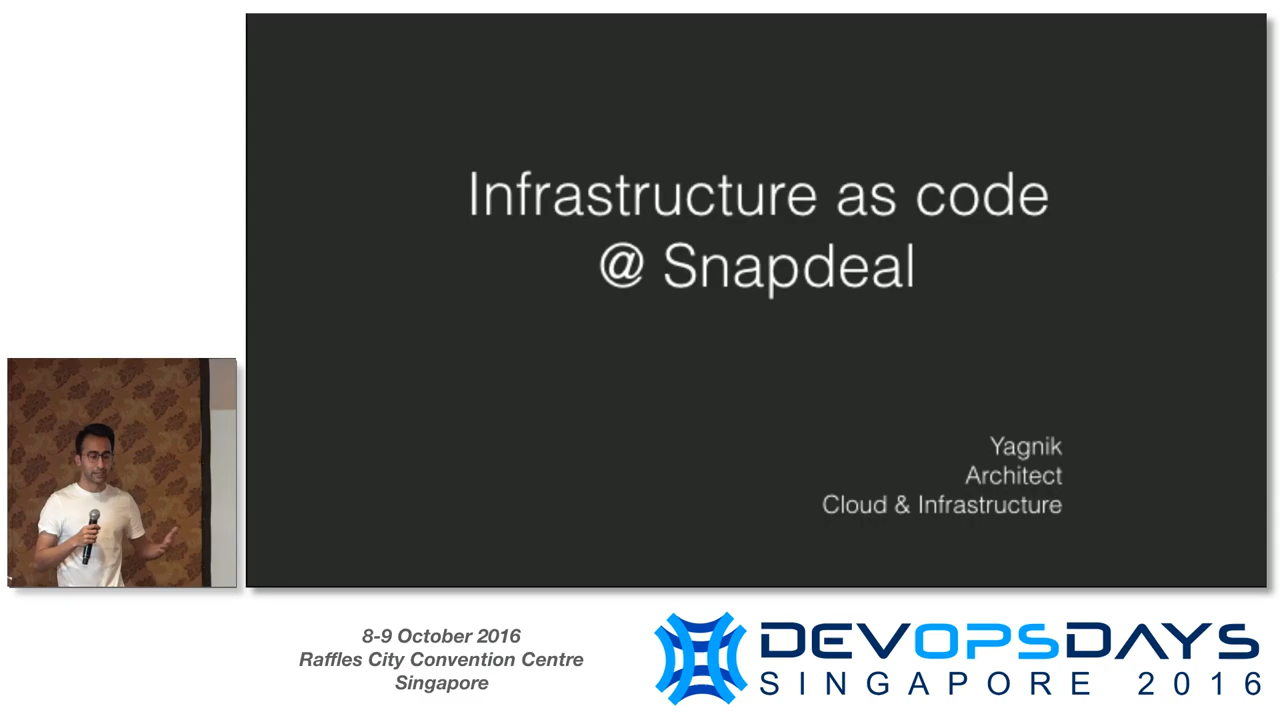 Infrastructure as code
@ Snapdeal
Yagnik
Architect
Cloud & Infrastructure
8-9 October 2016
Raffles City Convention Centre
Singapore
DEVOPSDAYS
SINGAPORE 2016